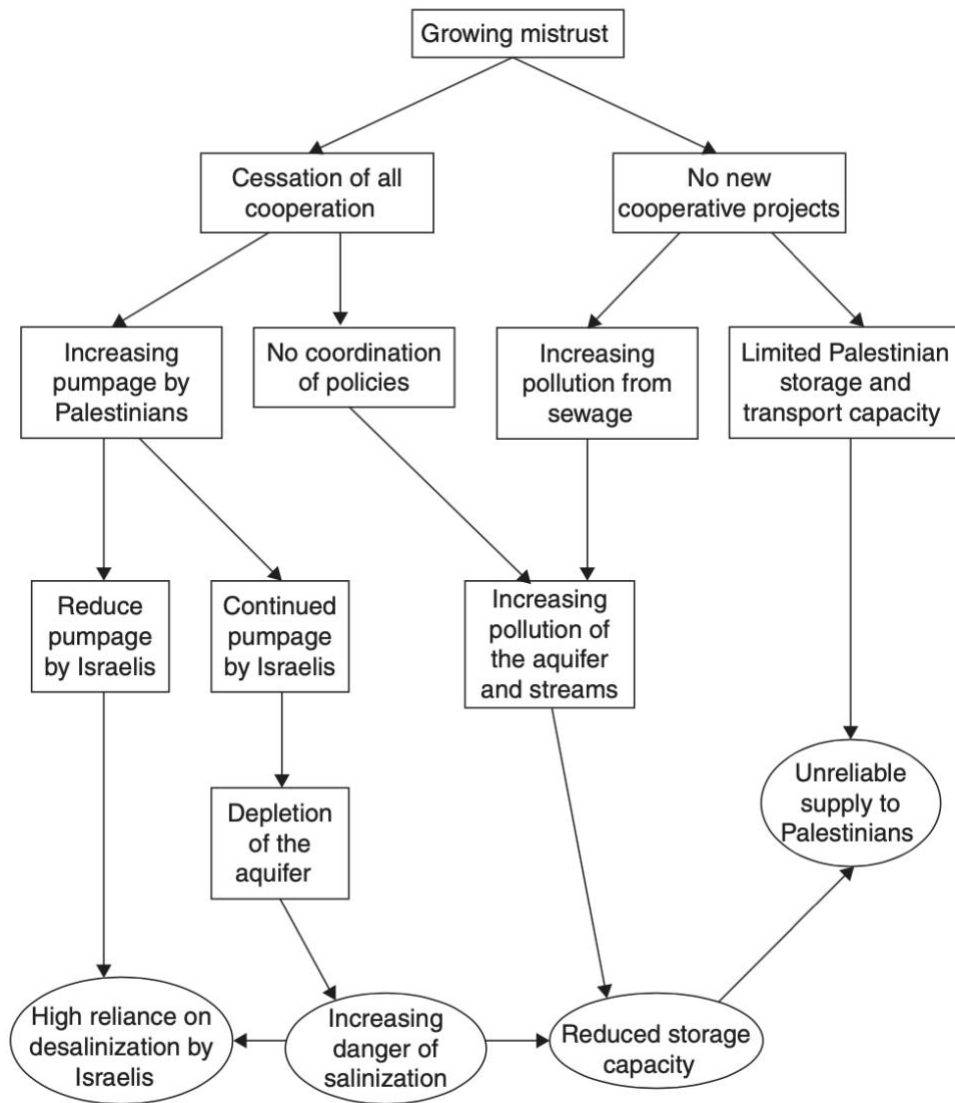 Growing mistrust
Cessation of all
cooperation
No new
cooperative projects
Increasing
pumpage by
Palestinians
No coordination
of policies
Increasing
pollution from
sewage
Limited Palestinian
storage and
transport capacity
Reduce
pumpage
by Israelis
Continued
pumpage
by Israelis
Increasing
pollution of
the aquifer
and streams
Unreliable
supply to
Palestinians
Depletion
of the
aquifer
High reliance on
desalinization by
Israelis
Increasing
danger of
salinization
Reduced storage
capacity